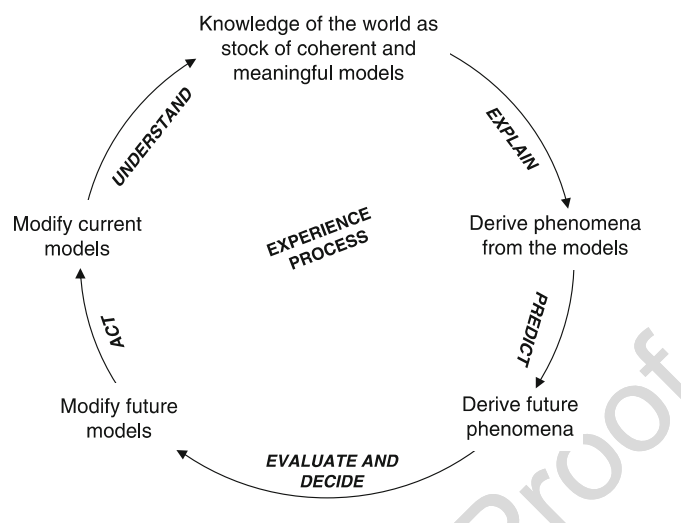 Knowledge of the world as
stock of coherent and
meaningful models
EXPLAIN
Derive phenomena
from the models
PREDICT
Derive future
phenomena
EVALUATE AND
DECIDE
Modify future
models
ACT
Modify current
models
UNDERSTAND
EXPERIENCE
PROCESS
Proof